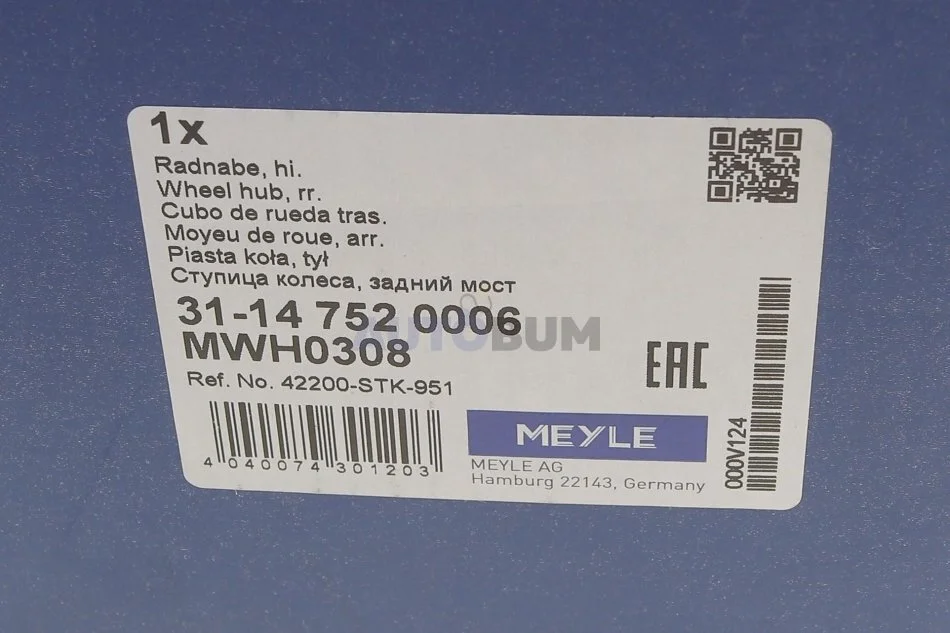 1x
Radnabe, hi.
Wheel hub, rr.
Cubo de rueda tras.
Moyeu de roue, arr.
Piasta koła, tył
Ступица колеса, задний мост
31-14 752 0006
AUTOBUM
MWH0308
Ref. No. 42200-STK-951
EAC
4 040074 301203
MEYLE
MEYLE AG
Hamburg 22143, Germany
000V124